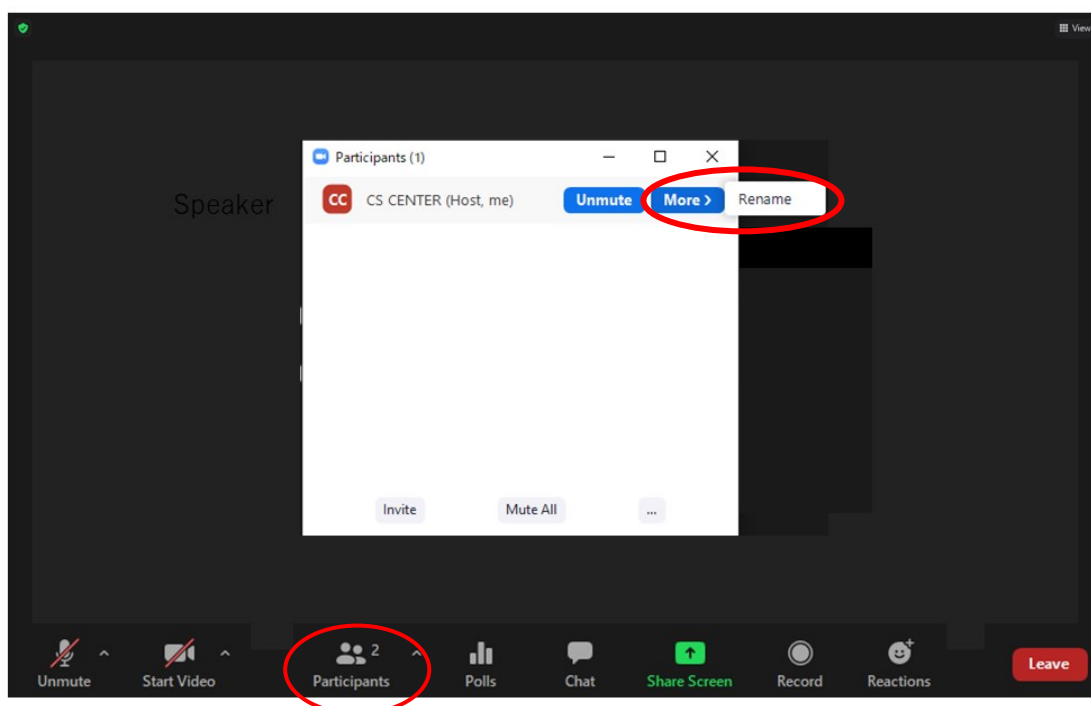 View
Participants (1)
CC CS CENTER (Host, me) Unmute More > Rename
Speaker
Invite Mute All ...
2
Unmute Start Video Participants Polls Chat Share Screen Record Reactions Leave